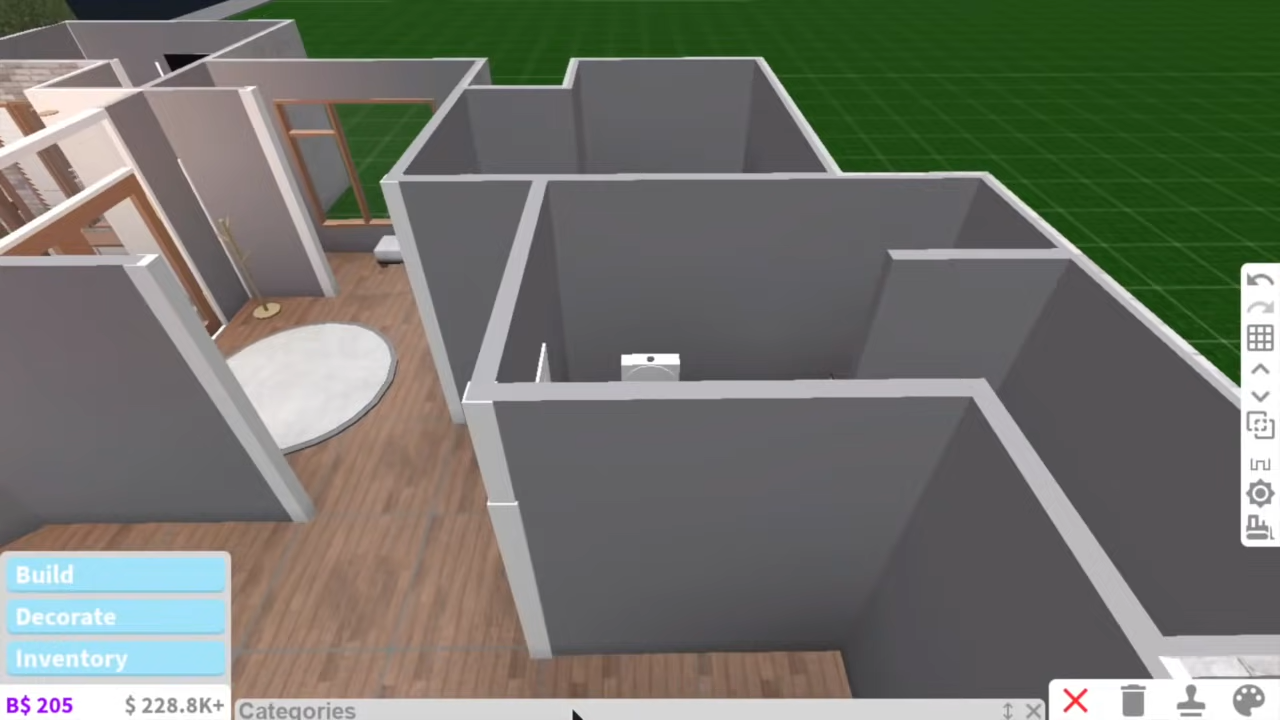 Build
Decorate
Inventory
B$ 205 $ 228.8K+
Categories